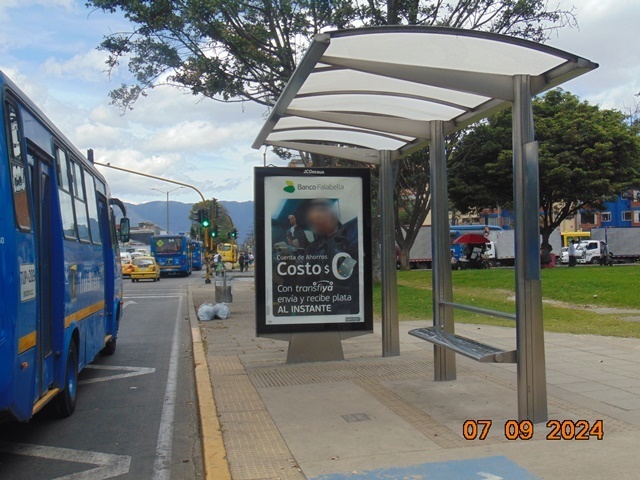 JCDecaux
Banco Falabella
Cuenta de Ahorros
Costo $0
Con transfiya
envía y recibe plata
AL INSTANTE
07 09 2024